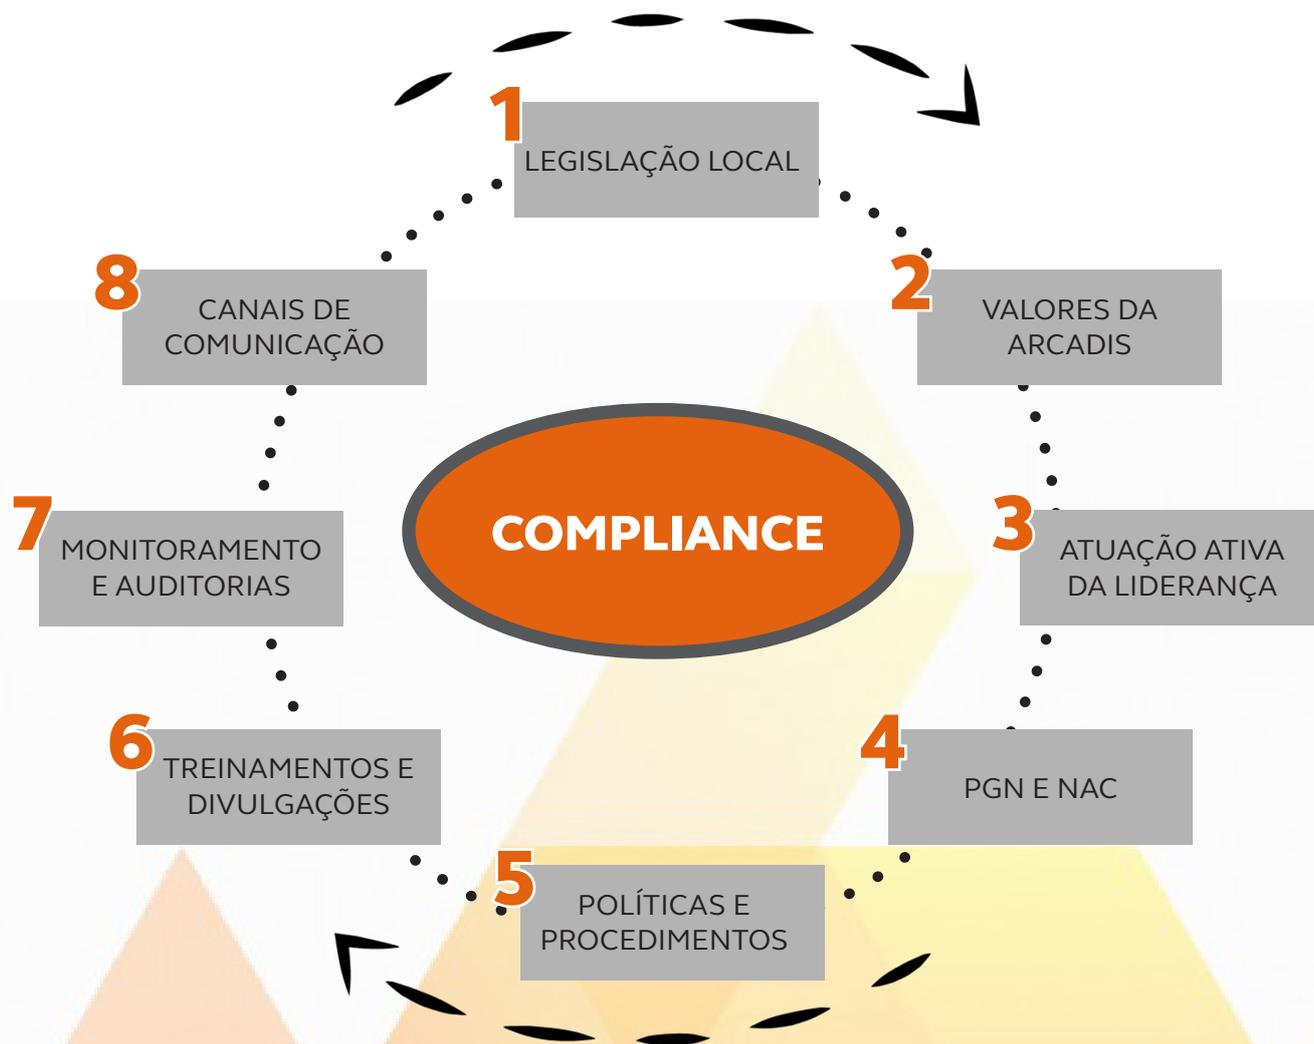 1
LEGISLAÇÃO LOCAL
2
VALORES DA
ARCADIS
3
ATUAÇÃO ATIVA
DA LIDERANÇA
4
PGN E NAC
5
POLÍTICAS E
PROCEDIMENTOS
6
TREINAMENTOS E
DIVULGAÇÕES
7
MONITORAMENTO
E AUDITORIAS
8
CANAIS DE
COMUNICAÇÃO
COMPLIANCE